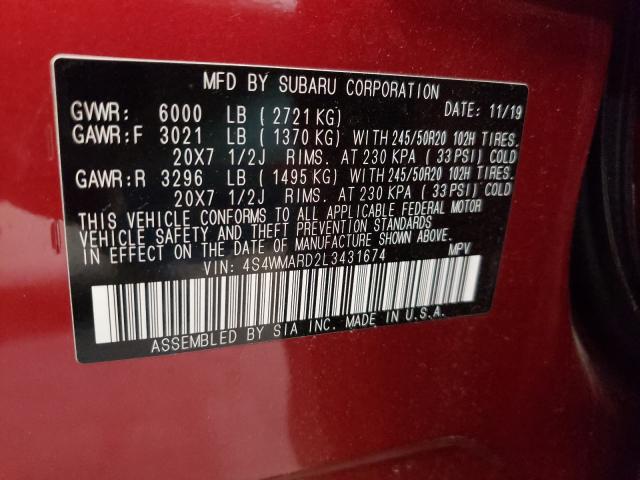 MFD BY SUBARU CORPORATION
GVWR: 6000 LB ( 2721 KG) DATE: 11/19
GAWR:F 3021 LB ( 1370 KG) WITH 245/50R20 102H TIRES.
20X7 1/2J RIMS. AT 230 KPA ( 33 PSI) COLD
GAWR:R 3296 LB ( 1495 KG) WITH 245/50R20 102H TIRES.
20X7 1/2J RIMS. AT 230 KPA ( 33 PSI) COLD
THIS VEHICLE CONFORMS TO ALL APPLICABLE FEDERAL MOTOR
VEHICLE SAFETY AND THEFT PREVENTION STANDARDS
IN EFFECT ON THE DATE OF MANUFACTURE SHOWN ABOVE.
VIN: 4S4WMARD2L3431674 MPV
ASSEMBLED BY SIA INC. MADE IN U.S.A.